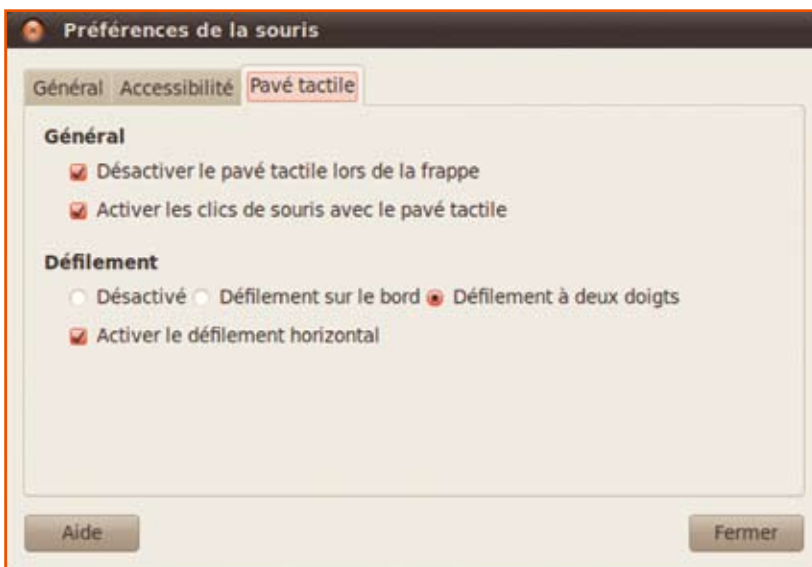 Préférences de la souris
Général Accessibilité Pavé tactile
Général
Désactiver le pavé tactile lors de la frappe
Activer les clics de souris avec le pavé tactile
Défilement
Désactivé Défilement sur le bord Défilement à deux doigts
Activer le défilement horizontal
Aide Fermer